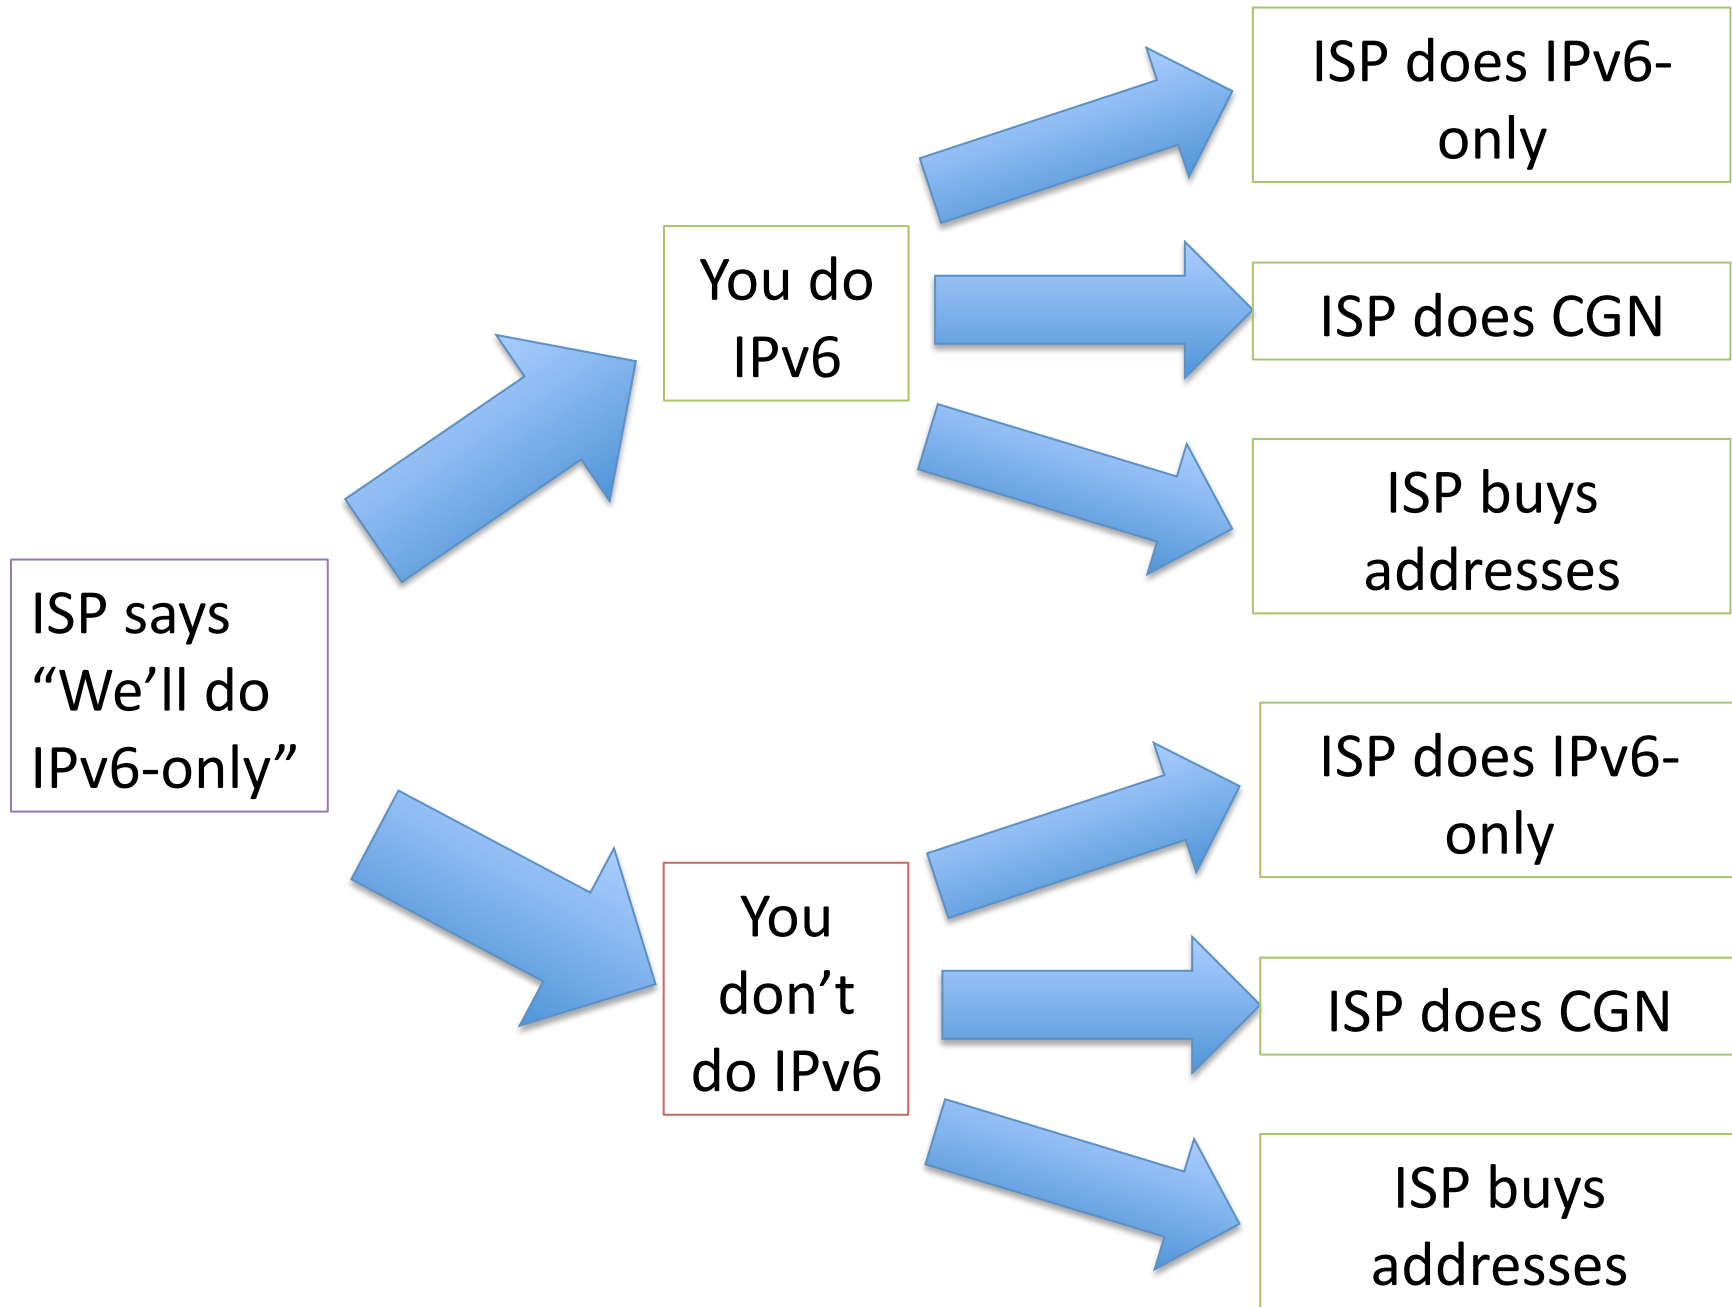 ISP says
“We’ll do
IPv6-only”
You do
IPv6
ISP does IPv6-
only
ISP does CGN
ISP buys
addresses
You
don’t
do IPv6
ISP does IPv6-
only
ISP does CGN
ISP buys
addresses